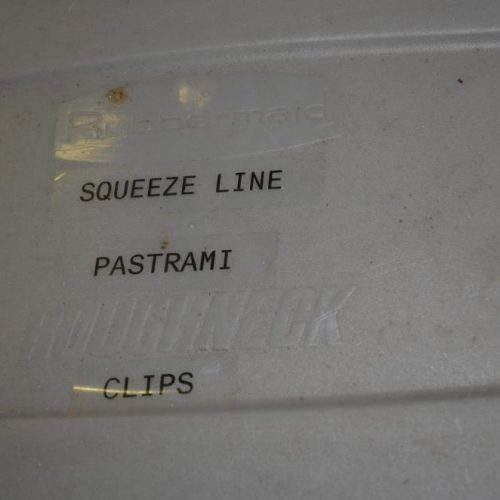 Rubbermaid
SQUEEZE LINE
PASTRAMI
ROUGHNECK
CLIPS